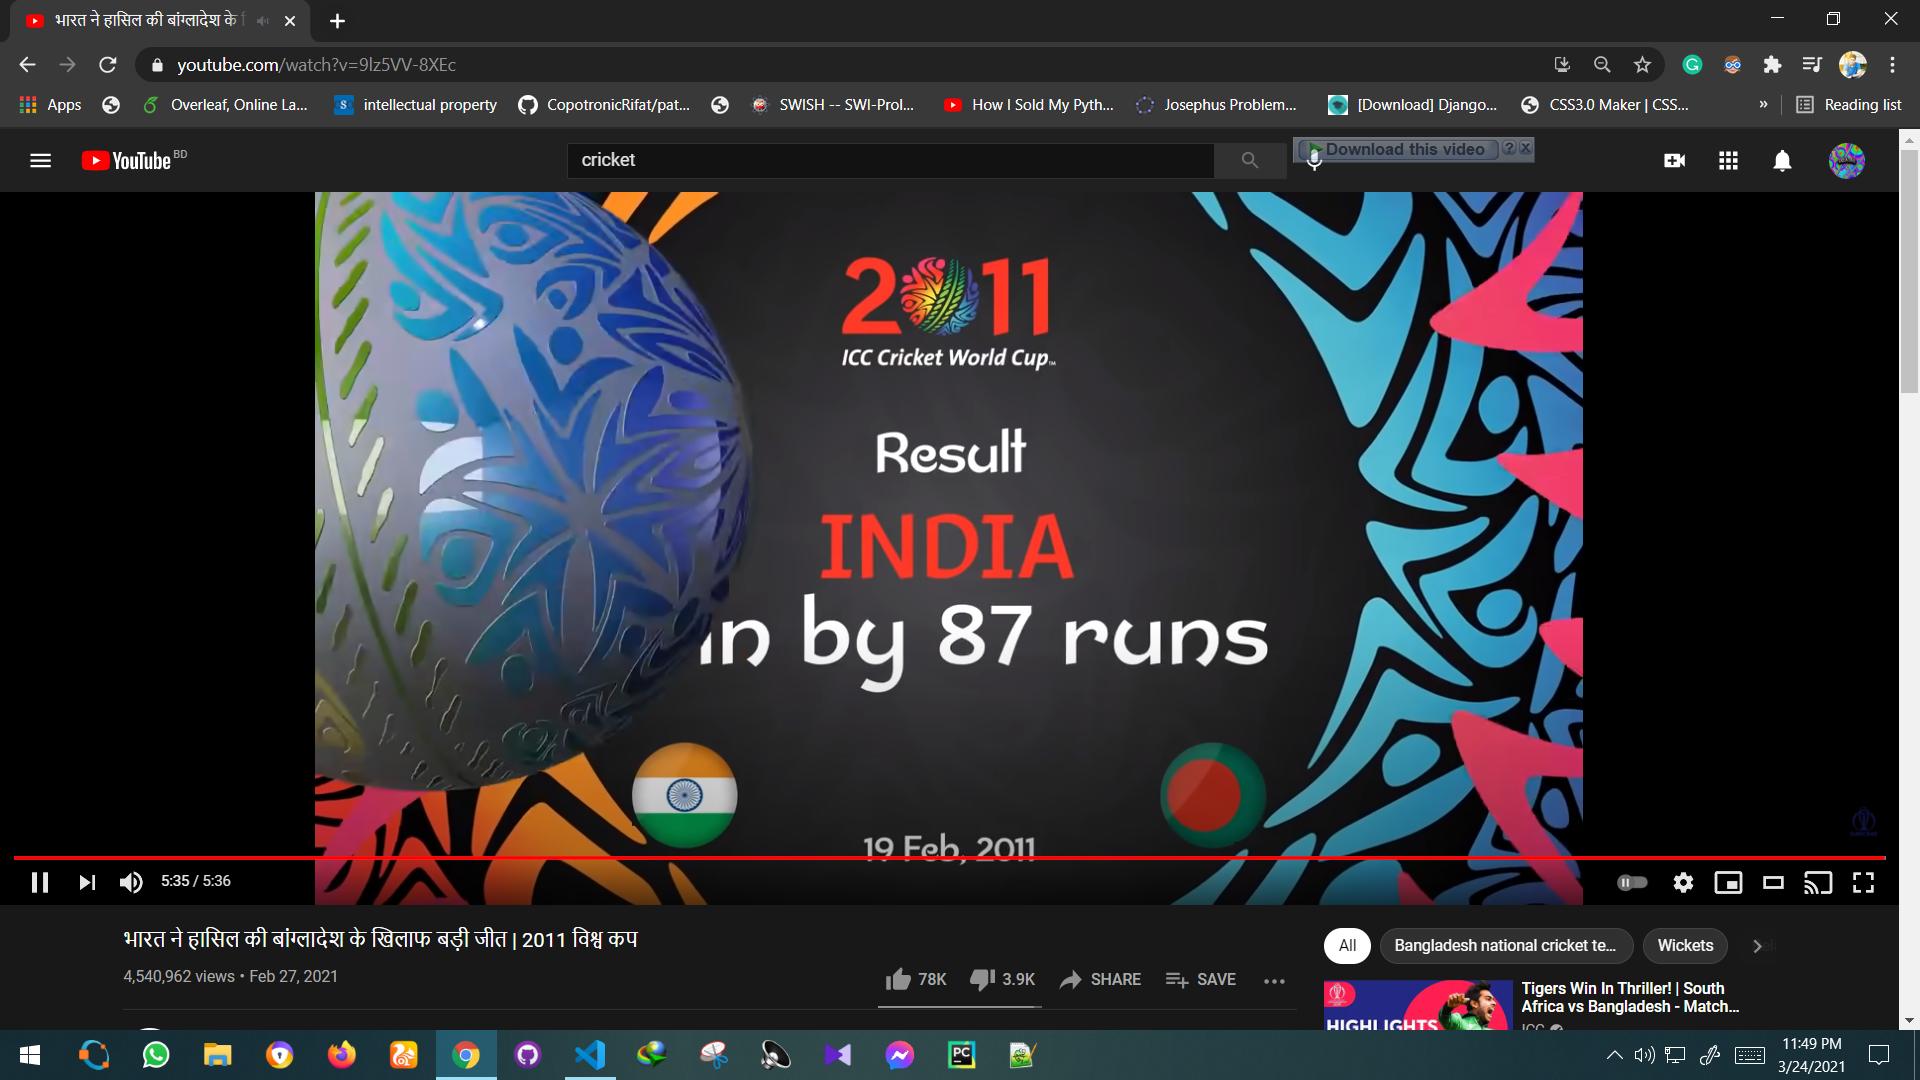 भारत ने हासिल की बांग्लादेश के
youtube.com/watch?v=9lz5VV-8XEc
Apps
Overleaf, Online La...
intellectual property
CopotronicRifat/pat...
SWISH -- SWI-Prol...
How I Sold My Pyth...
Josephus Problem...
[Download] Django...
CSS3.0 Maker | CSS...
»
Reading list
YouTube BD
cricket
Download this video
2011
ICC Cricket World Cup™
Result
INDIA
in by 87 runs
19 Feb, 2011
5:35 / 5:36
भारत ने हासिल की बांग्लादेश के खिलाफ बड़ी जीत | 2011 विश्व कप
4,540,962 views • Feb 27, 2021
78K
3.9K
SHARE
SAVE
All
Bangladesh national cricket te...
Wickets
Tigers Win In Thriller! | South
Africa vs Bangladesh - Match...
ICC
HIGHLIGHTS
PC
11:49 PM
3/24/2021